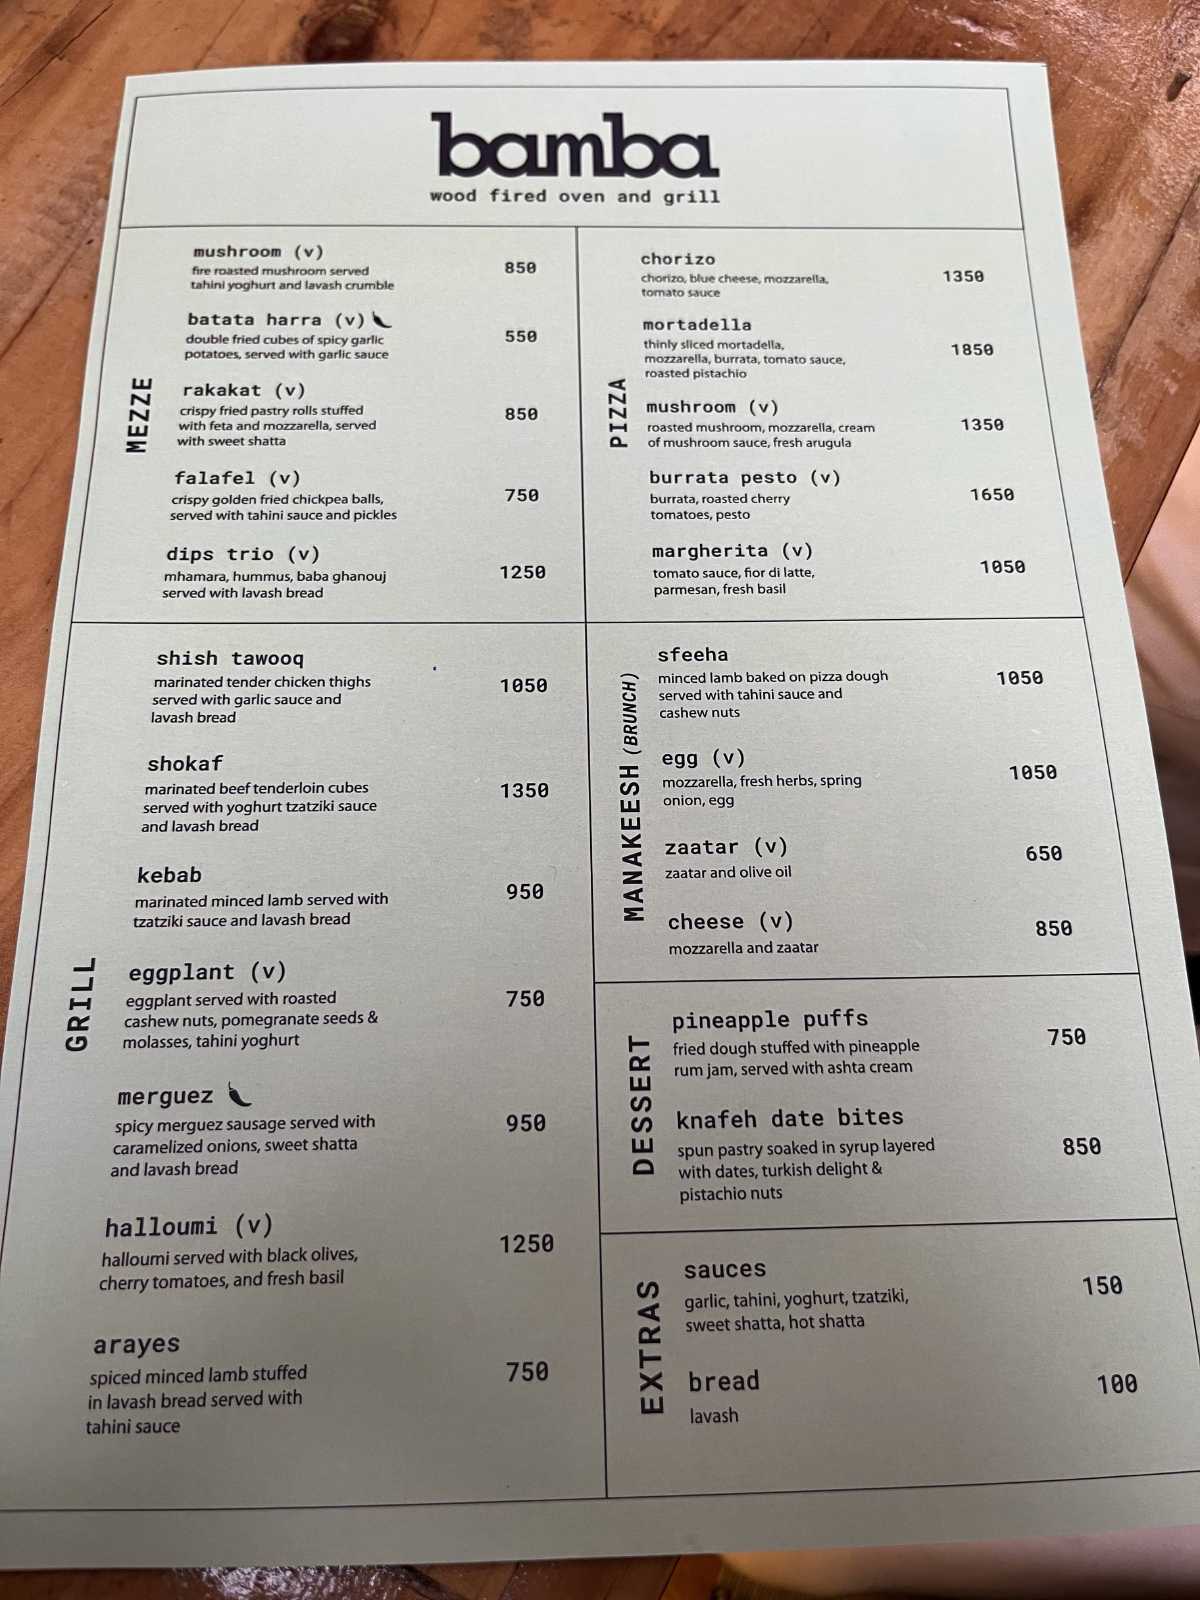 bamba
wood fired oven and grill
MEZZE
mushroom (v)
fire roasted mushroom served
tahini yoghurt and lavash crumble
850
batata harra (v)
double fried cubes of spicy garlic
potatoes, served with garlic sauce
550
rakakat (v)
crispy fried pastry rolls stuffed
with feta and mozzarella, served
with sweet shatta
850
falafel (v)
crispy golden fried chickpea balls,
served with tahini sauce and pickles
750
dips trio (v)
mhamara, hummus, baba ghanouj
served with lavash bread
1250
GRILL
shish tawooq
marinated tender chicken thighs
served with garlic sauce and
lavash bread
1050
shokaf
marinated beef tenderloin cubes
served with yoghurt tzatziki sauce
and lavash bread
1350
kebab
marinated minced lamb served with
tzatziki sauce and lavash bread
950
eggplant (v)
eggplant served with roasted
cashew nuts, pomegranate seeds &
molasses, tahini yoghurt
750
merguez
spicy merguez sausage served with
caramelized onions, sweet shatta
and lavash bread
950
halloumi (v)
halloumi served with black olives,
cherry tomatoes, and fresh basil
1250
arayes
spiced minced lamb stuffed
in lavash bread served with
tahini sauce
750
PIZZA
chorizo
chorizo, blue cheese, mozzarella,
tomato sauce
1350
mortadella
thinly sliced mortadella,
mozzarella, burrata, tomato sauce,
roasted pistachio
1850
mushroom (v)
roasted mushroom, mozzarella, cream
of mushroom sauce, fresh arugula
1350
burrata pesto (v)
burrata, roasted cherry
tomatoes, pesto
1650
margherita (v)
tomato sauce, fior di latte,
parmesan, fresh basil
1050
MANAKEESH (BRUNCH)
sfeeha
minced lamb baked on pizza dough
served with tahini sauce and
cashew nuts
1050
egg (v)
mozzarella, fresh herbs, spring
onion, egg
1050
zaatar (v)
zaatar and olive oil
650
cheese (v)
mozzarella and zaatar
850
DESSERT
pineapple puffs
fried dough stuffed with pineapple
rum jam, served with ashta cream
750
knafeh date bites
spun pastry soaked in syrup layered
with dates, turkish delight &
pistachio nuts
850
EXTRAS
sauces
garlic, tahini, yoghurt, tzatziki,
sweet shatta, hot shatta
150
bread
lavash
100